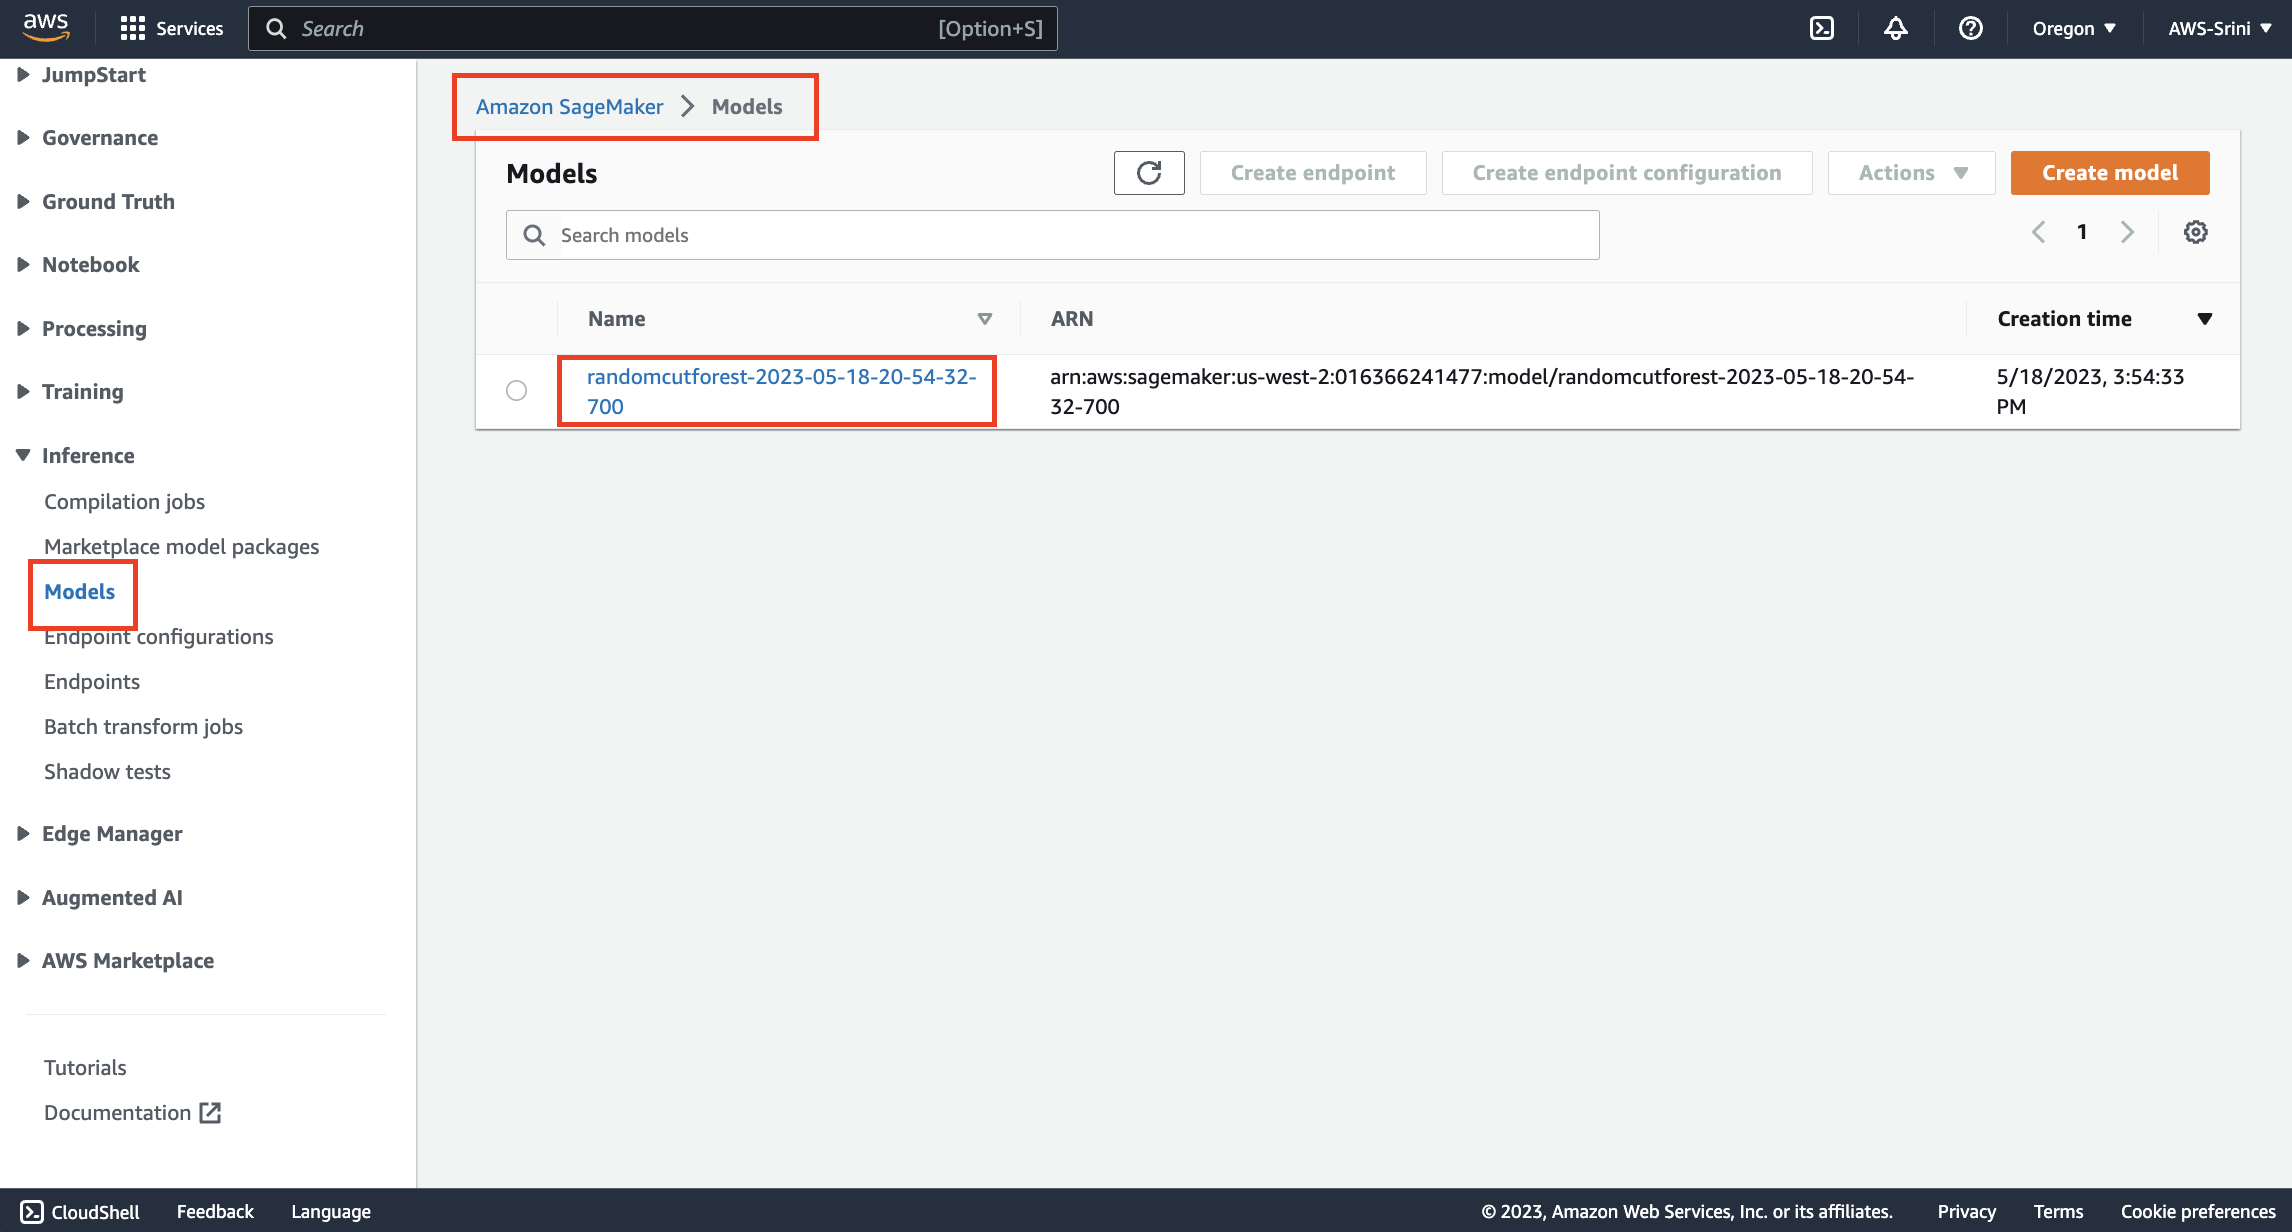 aws Services Search [Option+S] Oregon AWS-Srini
JumpStart
Governance
Ground Truth
Notebook
Processing
Training
Inference
Compilation jobs
Marketplace model packages
Models
Endpoint configurations
Endpoints
Batch transform jobs
Shadow tests
Edge Manager
Augmented AI
AWS Marketplace
Tutorials
Documentation
Amazon SageMaker Models
Models Create endpoint Create endpoint configuration Actions Create model
Search models 1
Name ARN Creation time
randomcutforest-2023-05-18-20-54-32- arn:aws:sagemaker:us-west-2:016366241477:model/randomcutforest-2023-05-18-20-54- 5/18/2023, 3:54:33
700 32-700 PM
CloudShell Feedback Language © 2023, Amazon Web Services, Inc. or its affiliates. Privacy Terms Cookie preferences